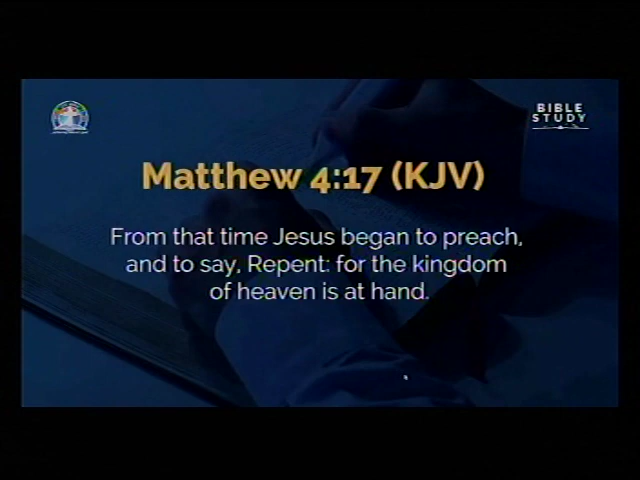 BIBLE
STUDY
Matthew 4:17 (KJV)
From that time Jesus began to preach,
and to say, Repent: for the kingdom
of heaven is at hand.